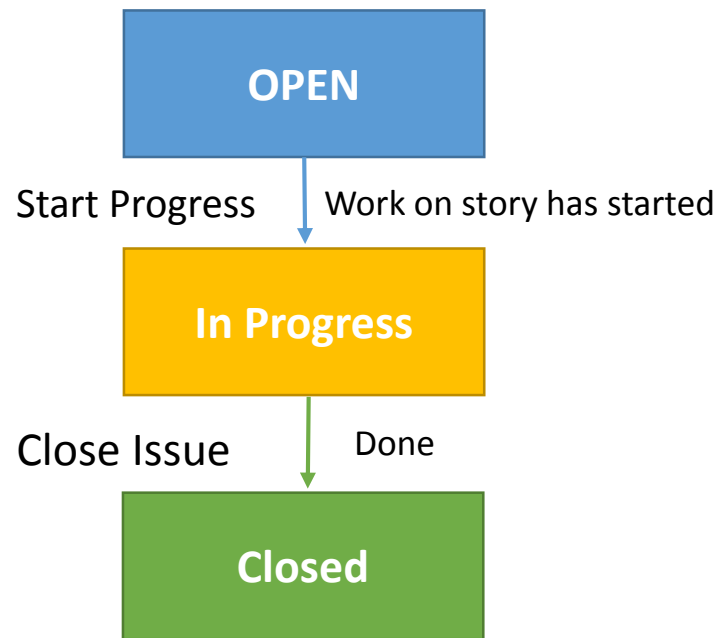 OPEN
Start Progress
Work on story has started
In Progress
Close Issue
Done
Closed